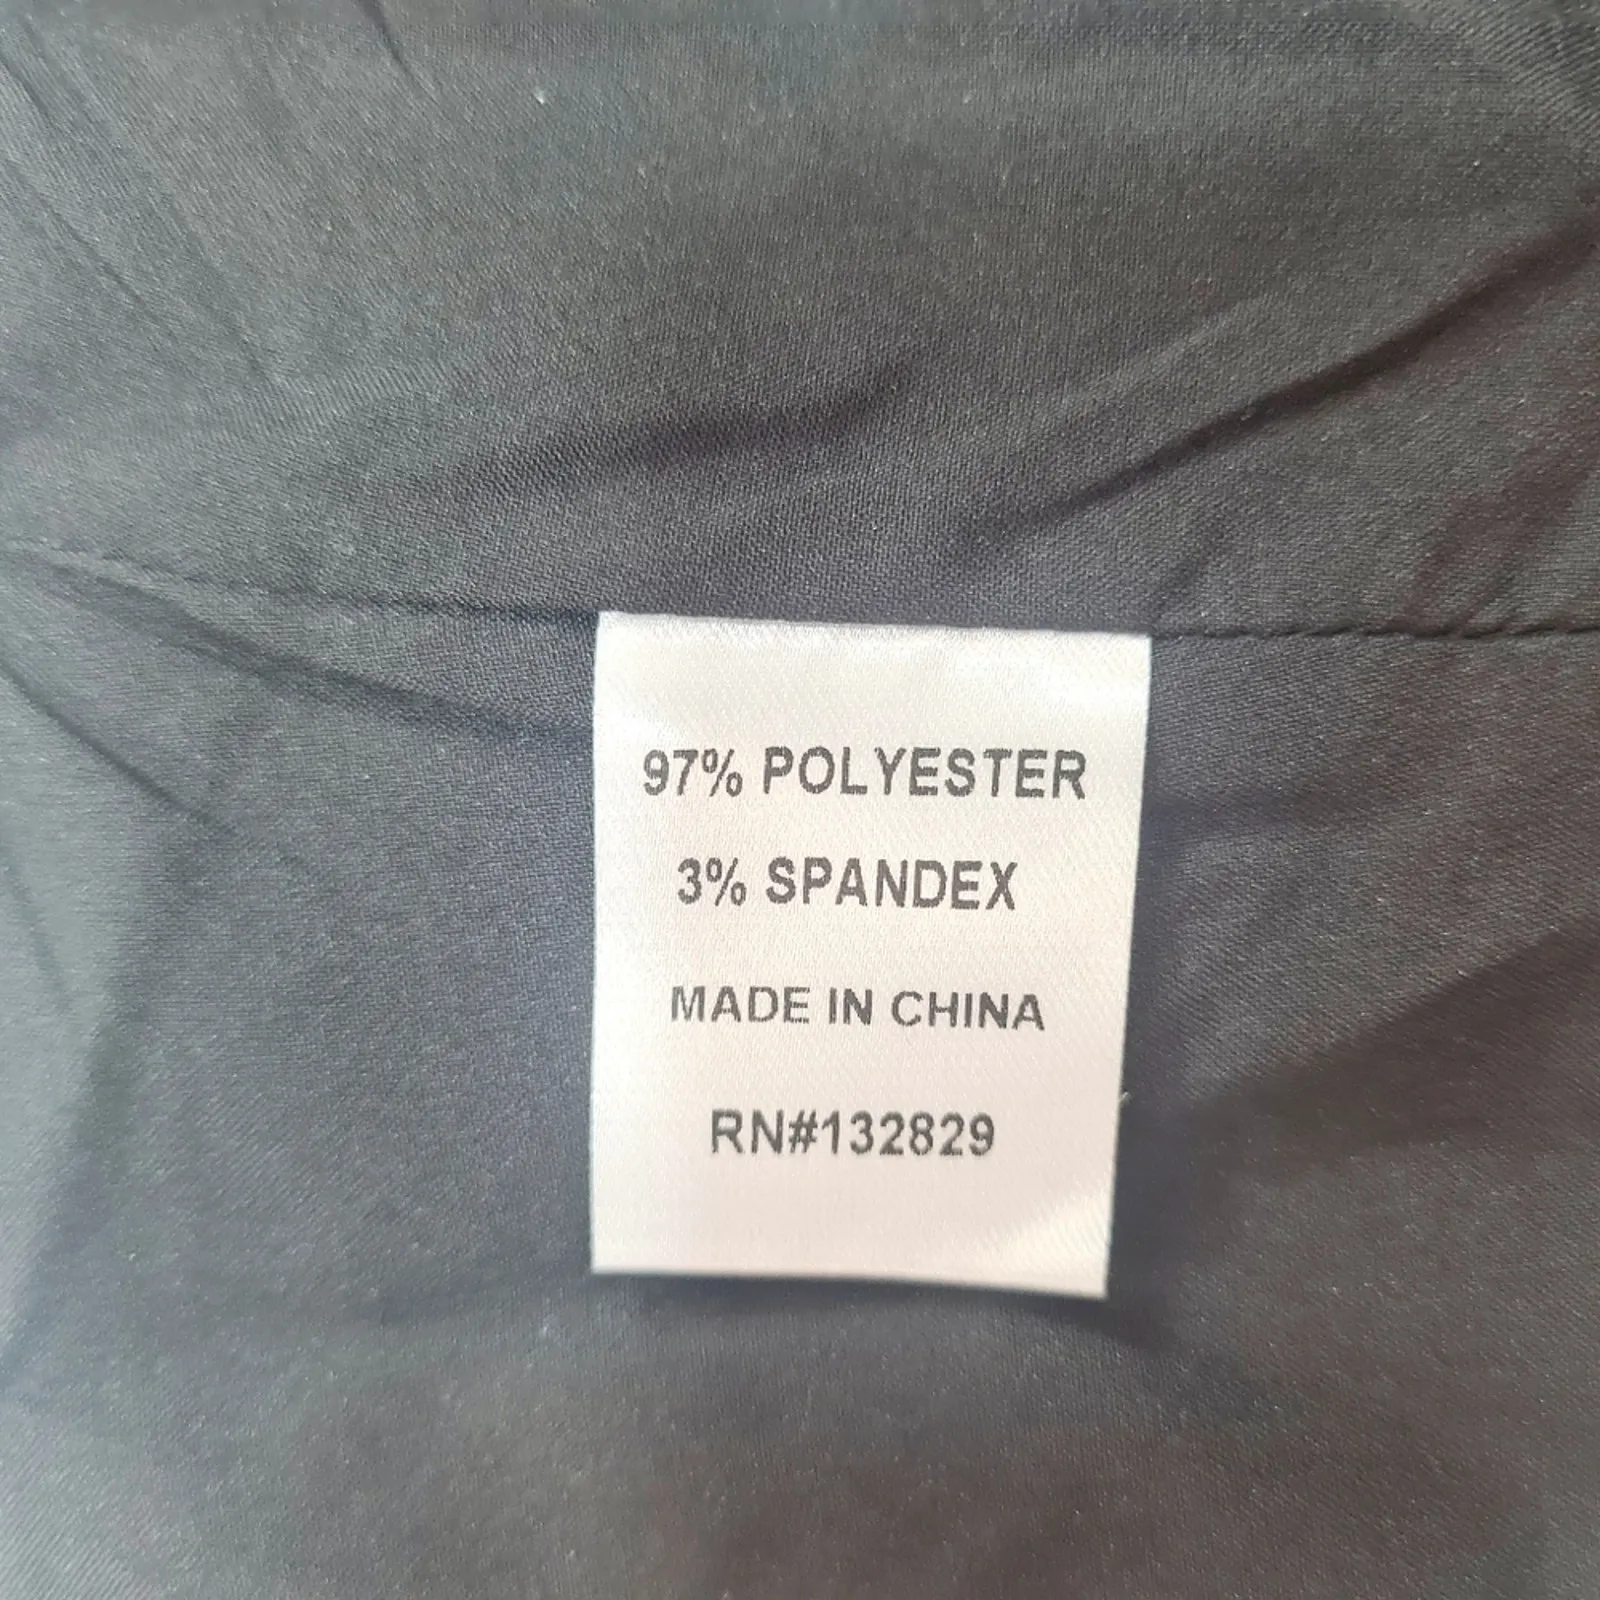 97% POLYESTER
3% SPANDEX
MADE IN CHINA
RN#132829